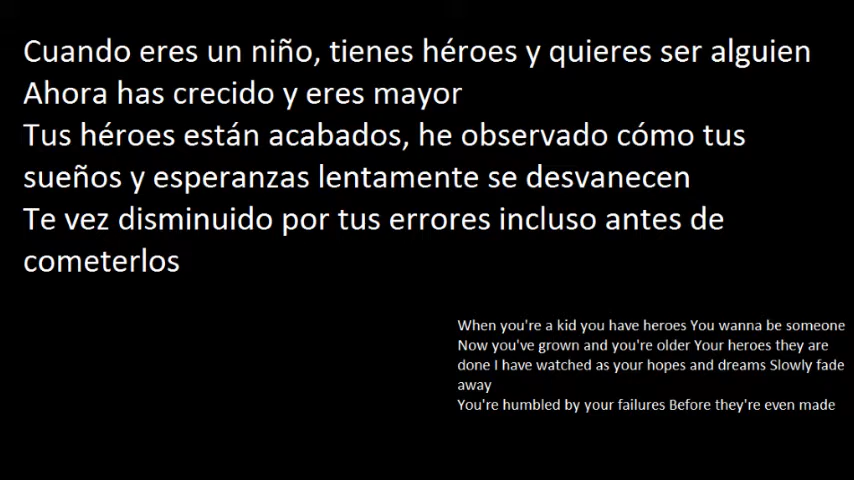 Cuando eres un niño, tienes héroes y quieres ser alguien
Ahora has crecido y eres mayor
Tus héroes están acabados, he observado cómo tus
sueños y esperanzas lentamente se desvanecen
Te vez disminuido por tus errores incluso antes de
cometerlos
When you're a kid you have heroes You wanna be someone
Now you've grown and you're older Your heroes they are
done I have watched as your hopes and dreams Slowly fade
away
You're humbled by your failures Before they're even made